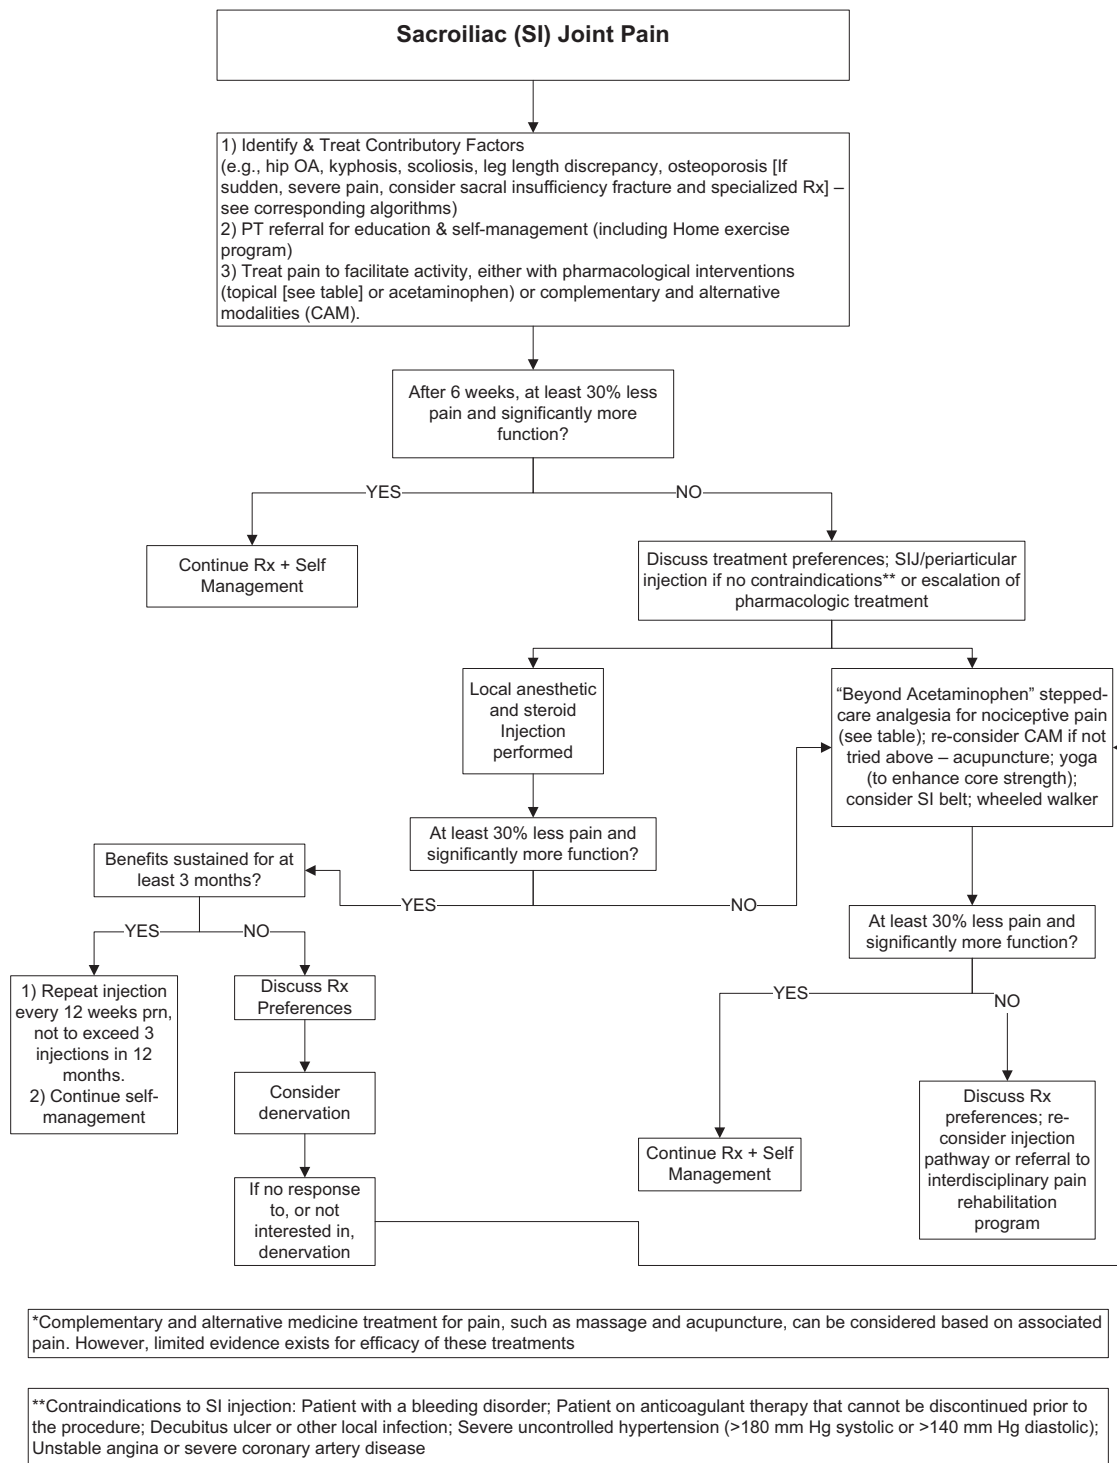 Sacroiliac (SI) Joint Pain
1) Identify & Treat Contributory Factors
(e.g., hip OA, kyphosis, scoliosis, leg length discrepancy, osteoporosis [If
sudden, severe pain, consider sacral insufficiency fracture and specialized Rx] –
see corresponding algorithms)
2) PT referral for education & self-management (including Home exercise
program)
3) Treat pain to facilitate activity, either with pharmacological interventions
(topical [see table] or acetaminophen) or complementary and alternative
modalities (CAM).
After 6 weeks, at least 30% less
pain and significantly more
function?
YES
NO
Continue Rx + Self
Management
Discuss treatment preferences; SIJ/periarticular
injection if no contraindications** or escalation of
pharmacologic treatment
Local anesthetic
and steroid
Injection
performed
“Beyond Acetaminophen” stepped-
care analgesia for nociceptive pain
(see table); re-consider CAM if not
tried above – acupuncture; yoga
(to enhance core strength);
consider SI belt; wheeled walker
At least 30% less pain and
significantly more function?
Benefits sustained for at
least 3 months?
YES
NO
At least 30% less pain and
significantly more function?
YES
NO
1) Repeat injection
every 12 weeks prn,
not to exceed 3
injections in 12
months.
2) Continue self-
management
Discuss Rx
Preferences
YES
NO
Consider
denervation
Discuss Rx
preferences; re-
consider injection
pathway or referral to
interdisciplinary pain
rehabilitation
program
Continue Rx + Self
Management
If no response
to, or not
interested in,
denervation
*Complementary and alternative medicine treatment for pain, such as massage and acupuncture, can be considered based on associated
pain. However, limited evidence exists for efficacy of these treatments
**Contraindications to SI injection: Patient with a bleeding disorder; Patient on anticoagulant therapy that cannot be discontinued prior to
the procedure; Decubitus ulcer or other local infection; Severe uncontrolled hypertension (>180 mm Hg systolic or >140 mm Hg diastolic);
Unstable angina or severe coronary artery disease